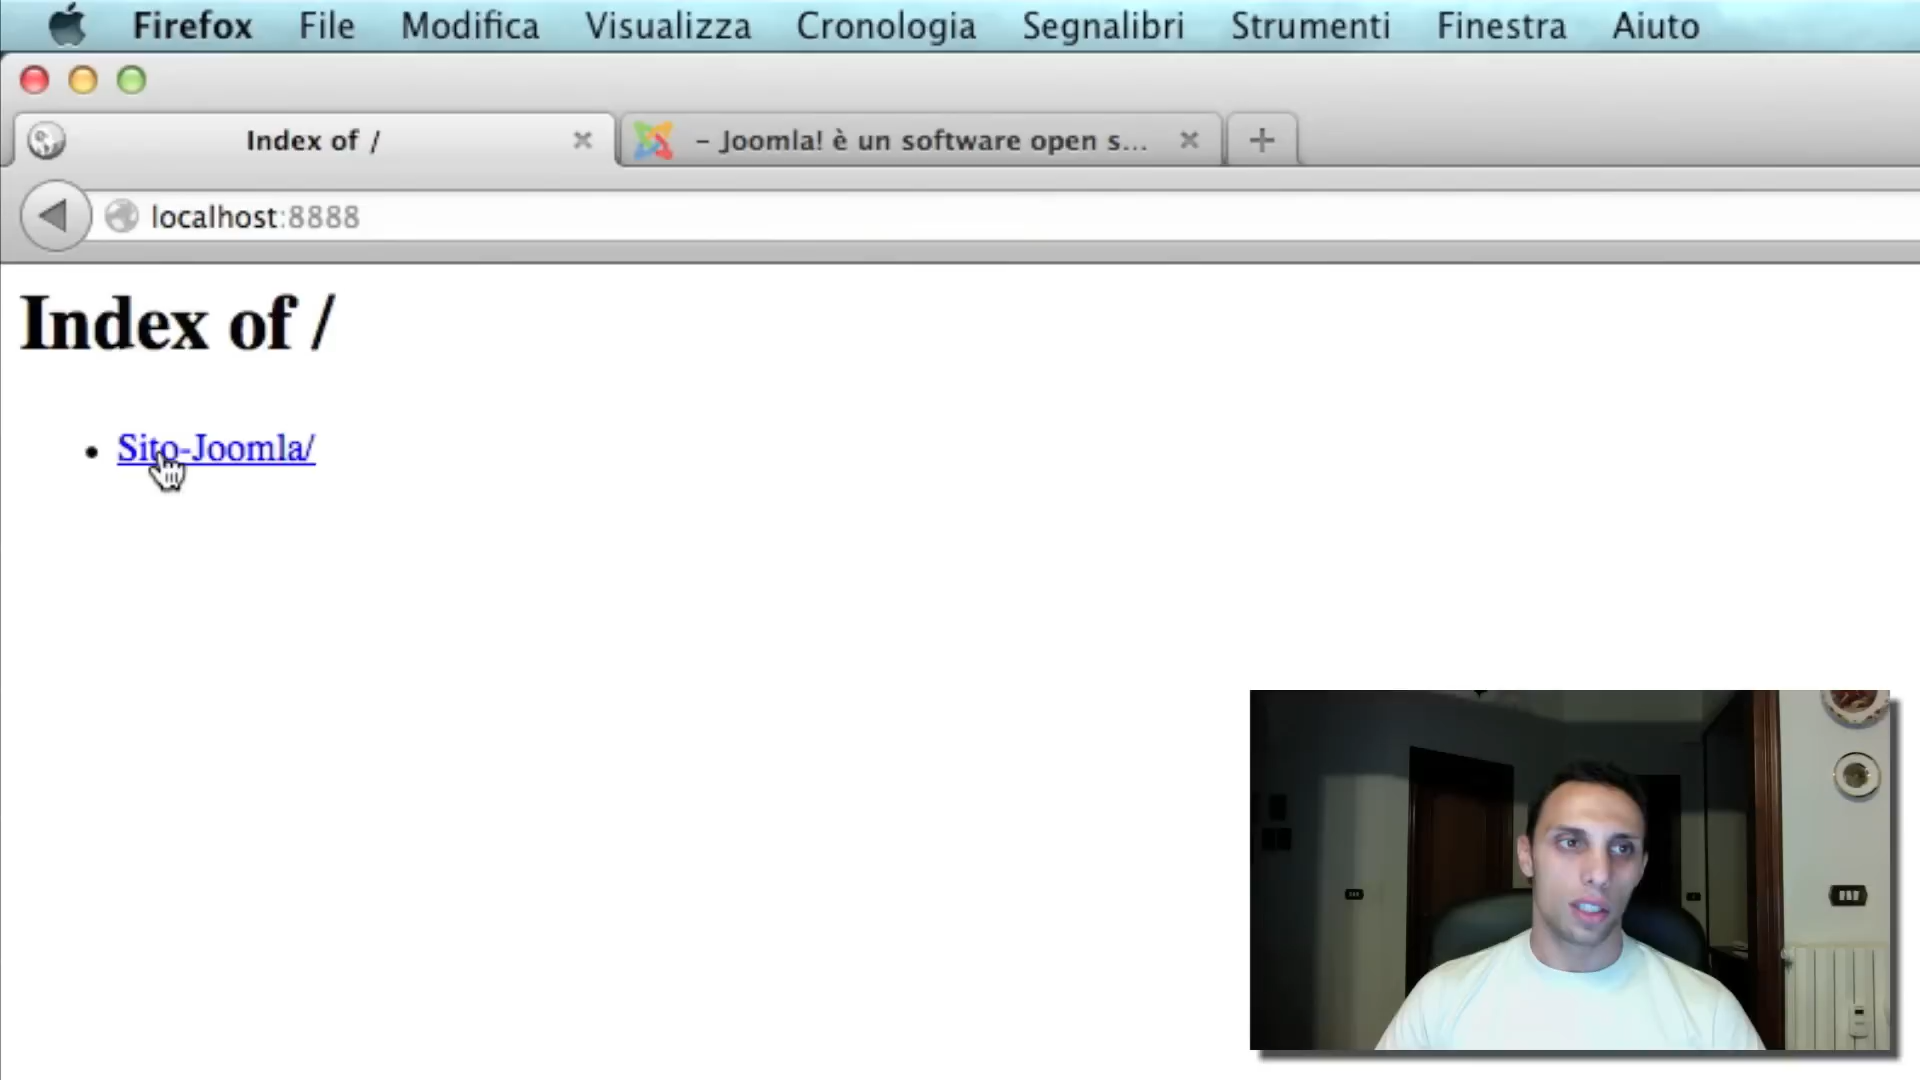 Firefox File Modifica Visualizza Cronologia Segnalibri Strumenti Finestra Aiuto
Index of /
– Joomla! è un software open s...
localhost:8888
Index of /
Sito-Joomla/